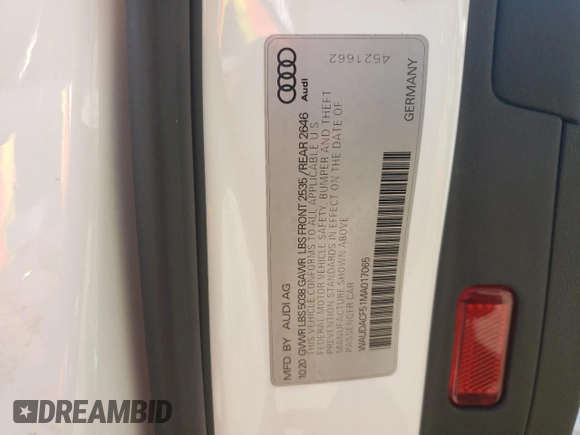 MFD. BY AUDI AG
10 20 GVWR LBS 5038 GAWR LBS FRONT 2535 / REAR 2646
THIS VEHICLE CONFORMS TO ALL APPLICABLE U S
FEDERAL MOTOR VEHICLE SAFETY, BUMPER AND THEFT
PREVENTION STANDARDS IN EFFECT ON THE DATE OF
MANUFACTURE SHOWN ABOVE
PASSENGER CAR
WAUDACF51MA017065
GERMANY
Audi
4521662
DREAMBID